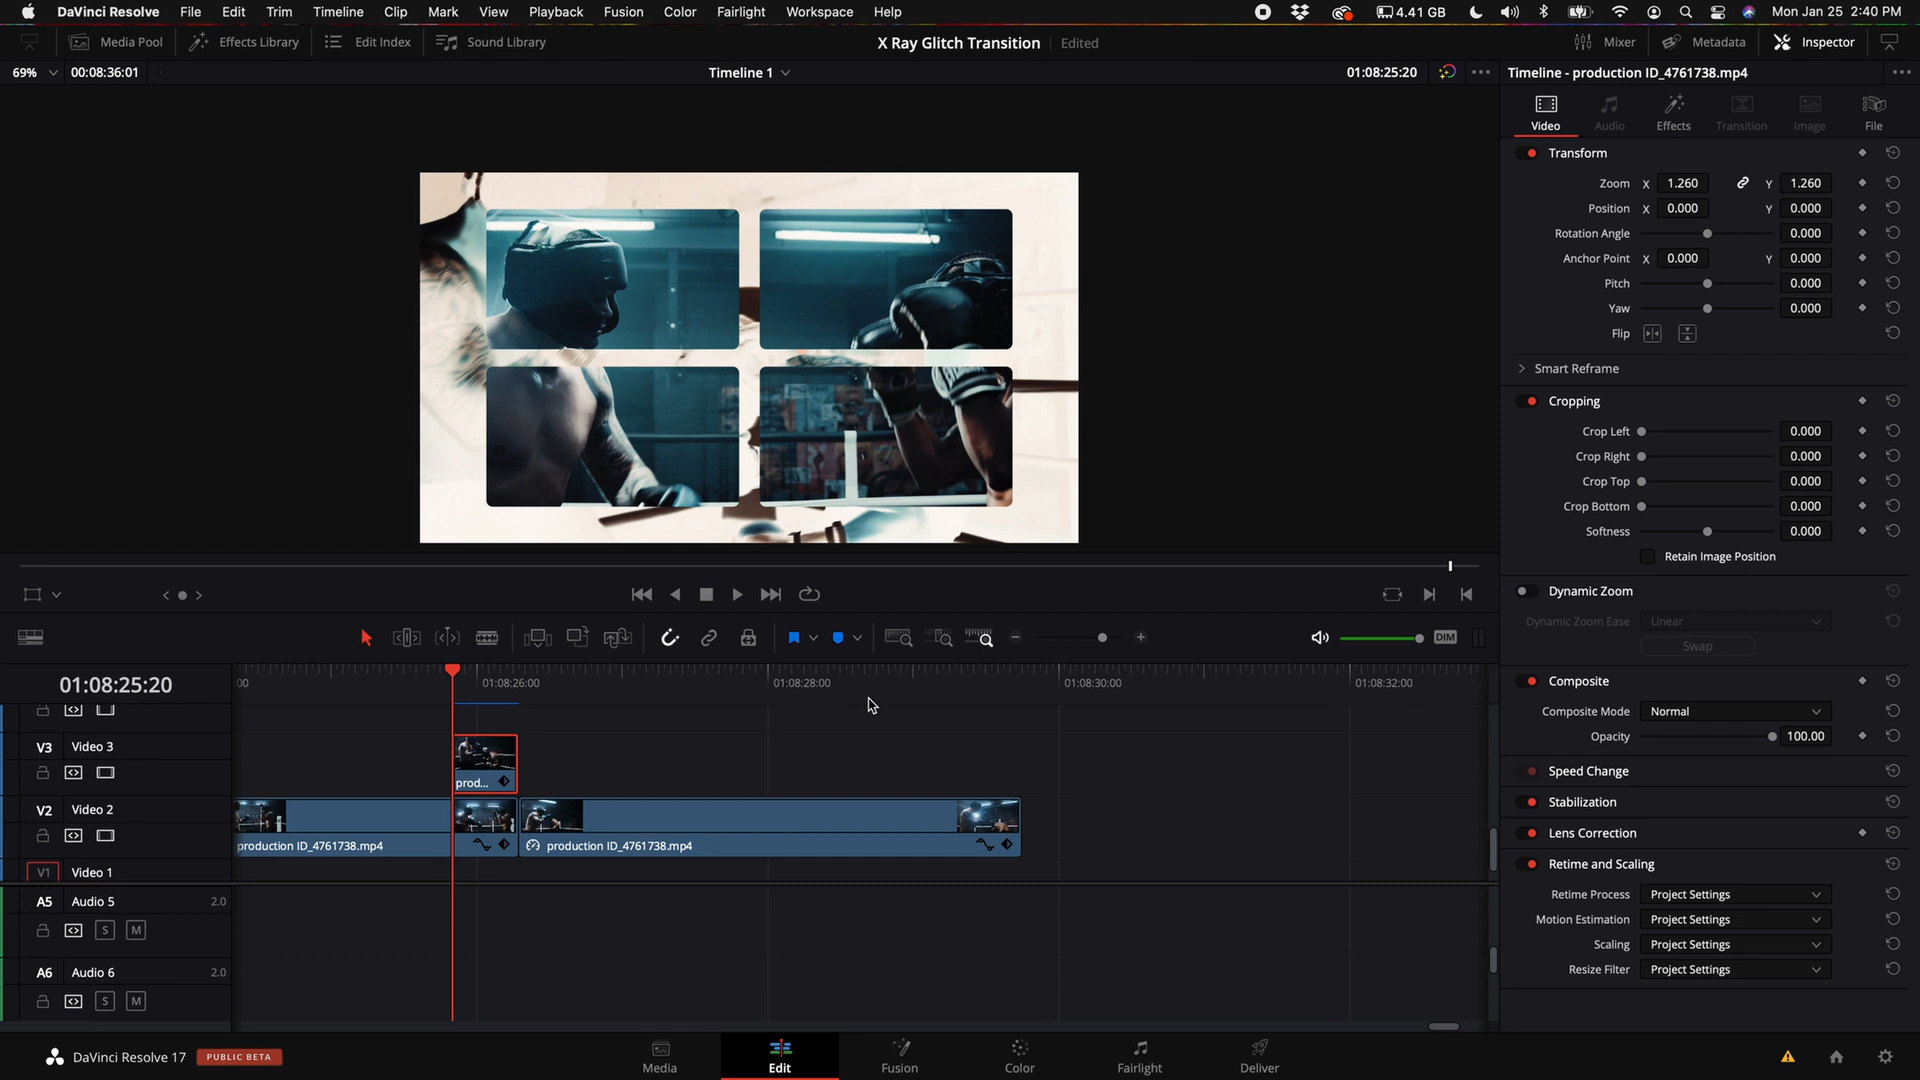 DaVinci Resolve File Edit Trim Timeline Clip Mark View Playback Fusion Color Fairlight Workspace Help 4.41 GB Mon Jan 25 2:40 PM
Media Pool Effects Library Edit Index Sound Library X Ray Glitch Transition Edited Mixer Metadata Inspector
69% 00:08:36:01 Timeline 1 01:08:25:20 Timeline - production ID_4761738.mp4
Video Audio Effects Transition Image File
Transform
Zoom X 1.260 Y 1.260
Position X 0.000 Y 0.000
Rotation Angle 0.000
Anchor Point X 0.000 Y 0.000
Pitch 0.000
Yaw 0.000
Flip
Smart Reframe
Cropping
Crop Left 0.000
Crop Right 0.000
Crop Top 0.000
Crop Bottom 0.000
Softness 0.000
Retain Image Position
Dynamic Zoom
Dynamic Zoom Ease Linear
Swap
Composite
Composite Mode Normal
Opacity 100.00
Speed Change
Stabilization
Lens Correction
Retime and Scaling
Retime Process Project Settings
Motion Estimation Project Settings
Scaling Project Settings
Resize Filter Project Settings
DIM
01:08:25:20 00 01:08:26:00 01:08:28:00 01:08:30:00 01:08:32:00
V3 Video 3
prod...
V2 Video 2
production ID_4761738.mp4 production ID_4761738.mp4
V1 Video 1
A5 Audio 5 2.0
S M
A6 Audio 6 2.0
S M
DaVinci Resolve 17 PUBLIC BETA Media Edit Fusion Color Fairlight Deliver